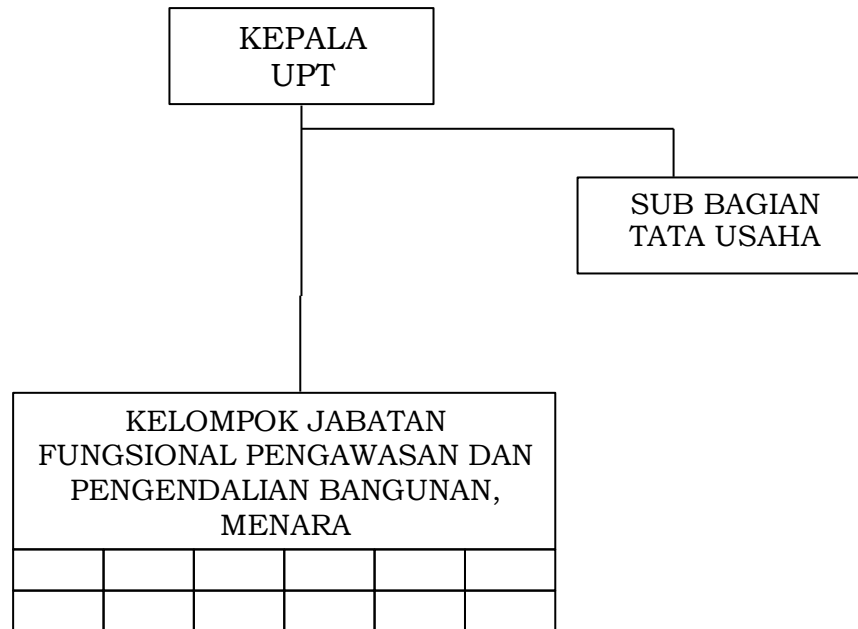 KEPALA
UPT
SUB BAGIAN
TATA USAHA
KELOMPOK JABATAN
FUNGSIONAL PENGAWASAN DAN
PENGENDALIAN BANGUNAN,
MENARA